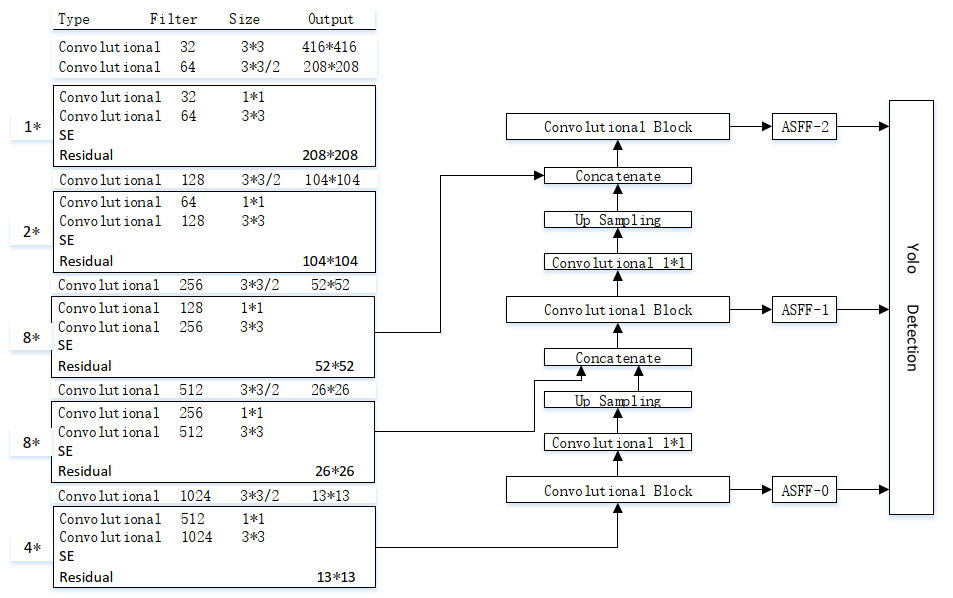 Type Filter Size Output
Convolutional 32 3*3 416*416
Convolutional 64 3*3/2 208*208
1*
Convolutional 32 1*1
Convolutional 64 3*3
SE
Residual 208*208
Convolutional 128 3*3/2 104*104
2*
Convolutional 64 1*1
Convolutional 128 3*3
SE
Residual 104*104
Convolutional 256 3*3/2 52*52
8*
Convolutional 128 1*1
Convolutional 256 3*3
SE
Residual 52*52
Convolutional 512 3*3/2 26*26
8*
Convolutional 256 1*1
Convolutional 512 3*3
SE
Residual 26*26
Convolutional 1024 3*3/2 13*13
4*
Convolutional 512 1*1
Convolutional 1024 3*3
SE
Residual 13*13
Convolutional Block
ASFF-2
Concatenate
Up Sampling
Convolutional 1*1
Convolutional Block
ASFF-1
Concatenate
Up Sampling
Convolutional 1*1
Convolutional Block
ASFF-0
Yolo Detection